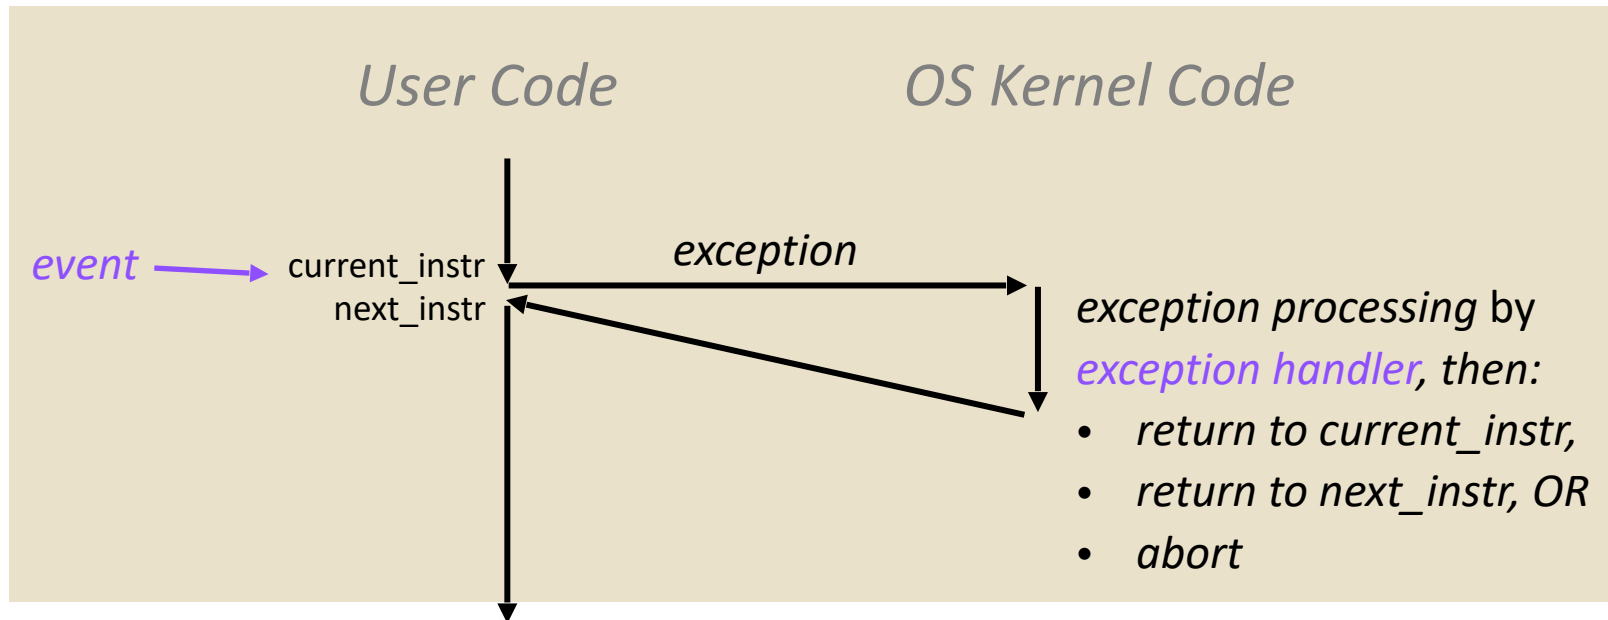 User Code
OS Kernel Code
event
current_instr
next_instr
exception
exception processing by
exception handler, then:
• return to current_instr,
• return to next_instr, OR
• abort